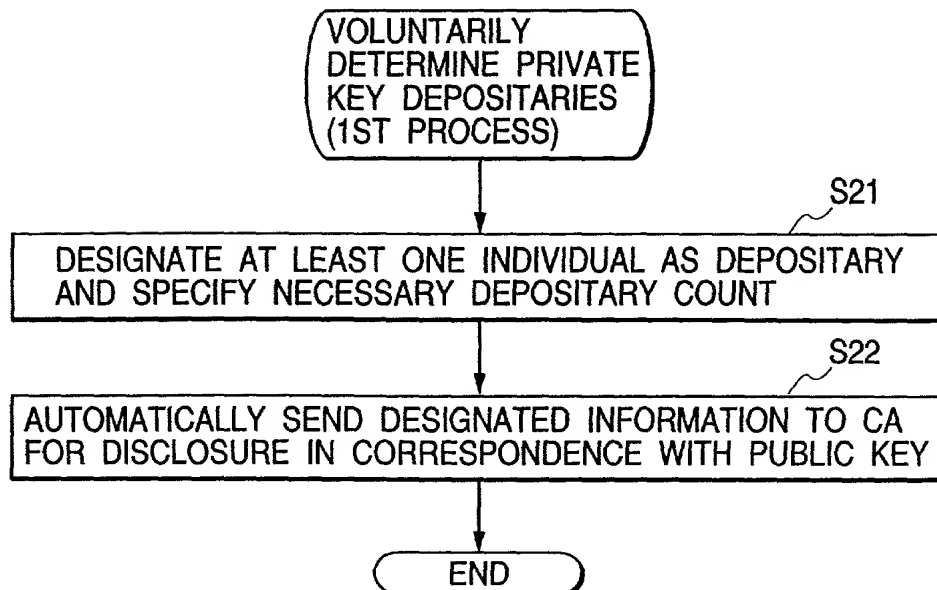 VOLUNTARILY
DETERMINE PRIVATE
KEY DEPOSITARIES
(1ST PROCESS)
S21
DESIGNATE AT LEAST ONE INDIVIDUAL AS DEPOSITARY
AND SPECIFY NECESSARY DEPOSITARY COUNT
S22
AUTOMATICALLY SEND DESIGNATED INFORMATION TO CA
FOR DISCLOSURE IN CORRESPONDENCE WITH PUBLIC KEY
END